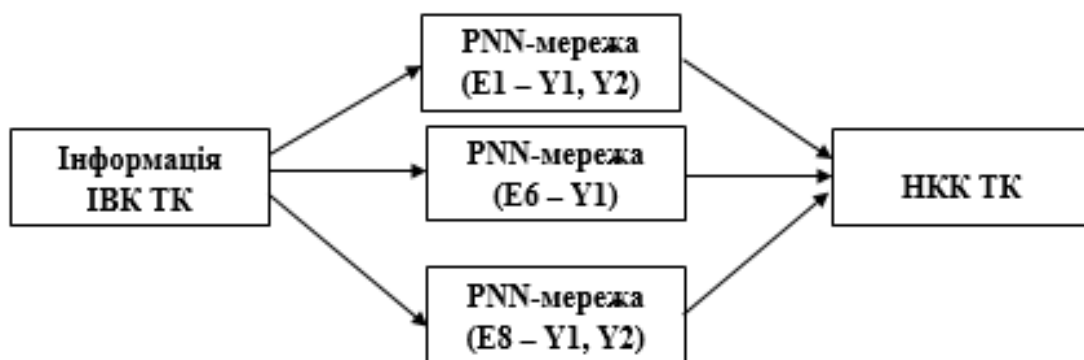 PNN-мережа
(E1 – Y1, Y2)
Інформація
ІВК ТК
PNN-мережа
(E6 – Y1)
НКК ТК
PNN-мережа
(E8 – Y1, Y2)